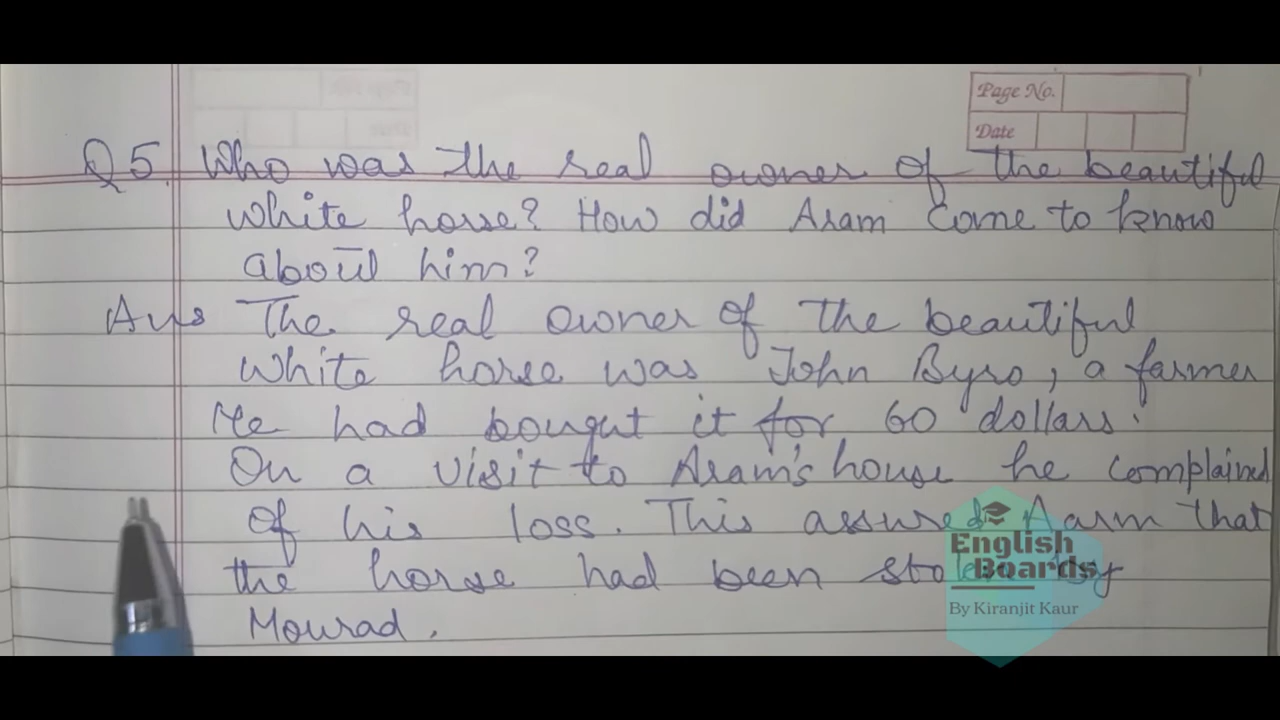 Page No.
Date
Q5. Who was the real owner of the beautiful
white horse? How did Aram come to know
about him?
Ans The real owner of the beautiful
white horse was John Byro, a farmer
He had bought it for 60 dollars.
On a visit to Aram's house he complained
of his loss. This assured Aarm that
the horse had been stolen by
Mourad.
English
Boards
By Kiranjit Kaur